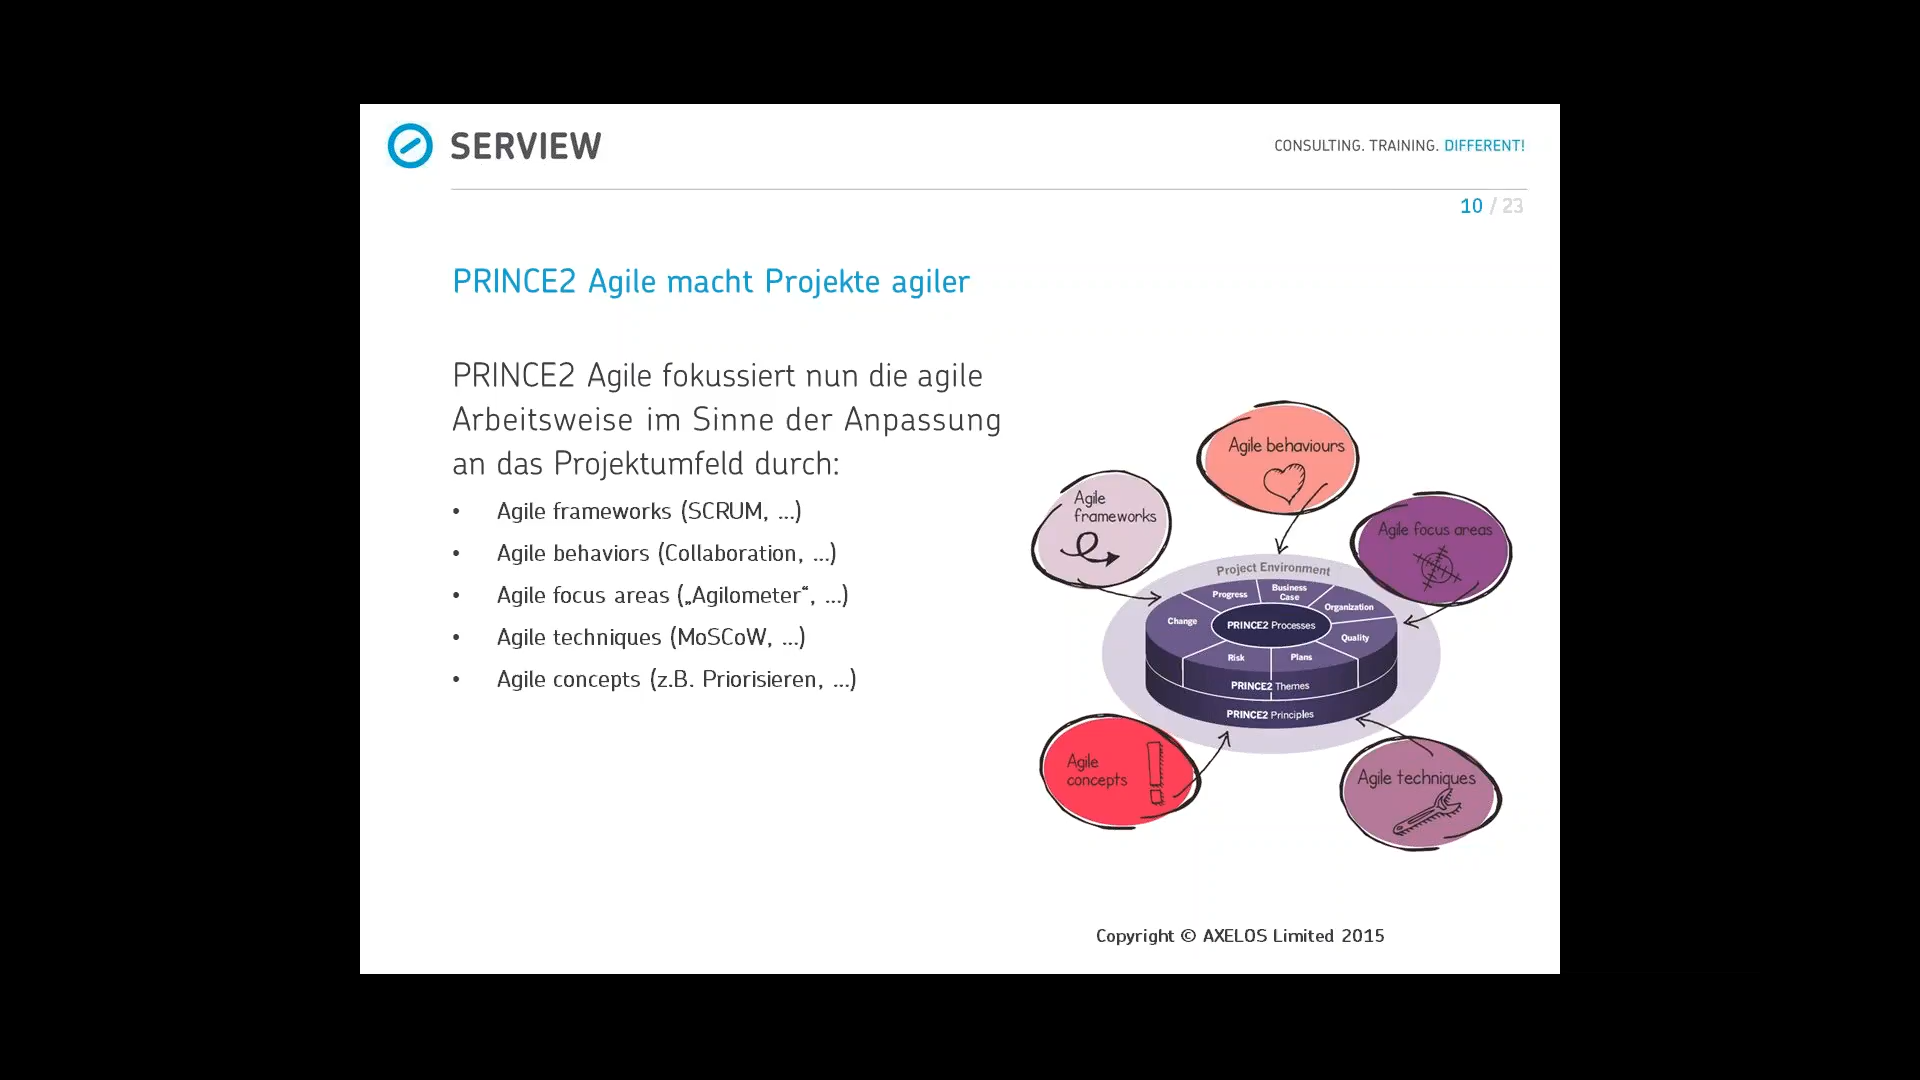 SERVIEW
CONSULTING. TRAINING. DIFFERENT!
10 / 23
PRINCE2 Agile macht Projekte agiler
PRINCE2 Agile fokussiert nun die agile
Arbeitsweise im Sinne der Anpassung
an das Projektumfeld durch:
• Agile frameworks (SCRUM, ...)
• Agile behaviors (Collaboration, ...)
• Agile focus areas („Agilometer“, ...)
• Agile techniques (MoSCoW, ...)
• Agile concepts (z.B. Priorisieren, ...)
Agile behaviours
Agile
frameworks
Agile focus areas
Project Environment
Progress
Business
Case
Organization
Change
PRINCE2 Processes
Quality
Risk
Plans
PRINCE2 Themes
PRINCE2 Principles
Agile
concepts
Agile techniques
Copyright © AXELOS Limited 2015